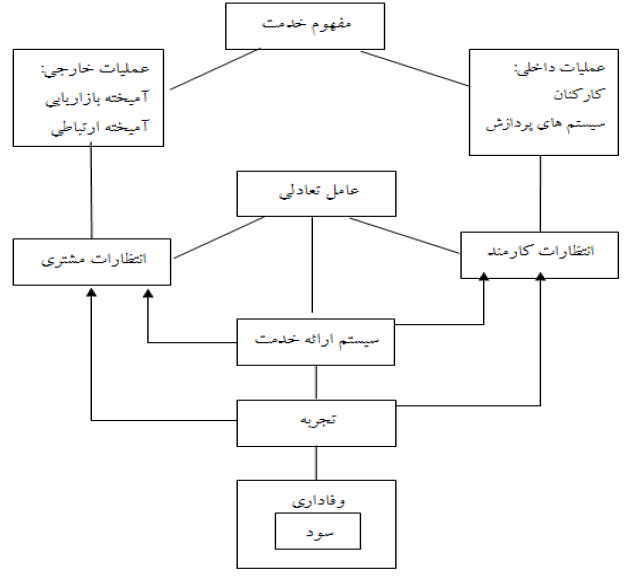 مفهوم خدمت
عملیات داخلی:
کارکنان
سیستم های پردازش
عملیات خارجی:
آمیخته بازاریابی
آمیخته ارتباطی
عامل تعادلی
انتظارات کارمند
انتظارات مشتری
سیستم ارائه خدمت
تجربه
وفاداری
سود